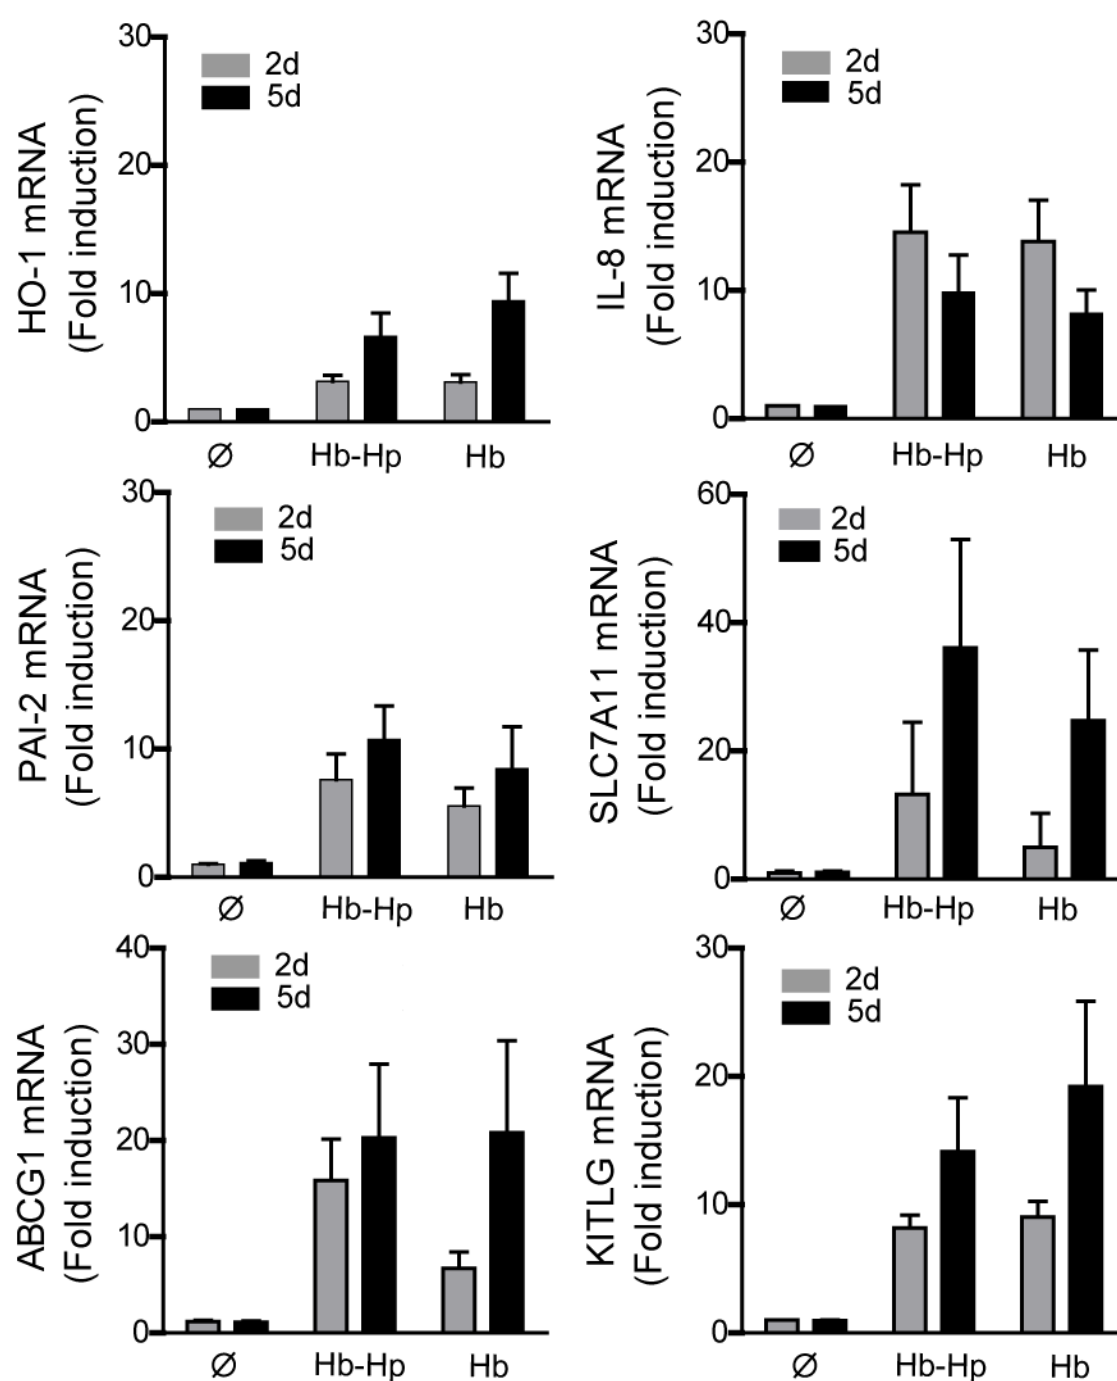 HO-1 mRNA
(Fold induction)
30
20
10
0
2d
5d
Ø Hb-Hp Hb
IL-8 mRNA
(Fold induction)
30
20
10
0
2d
5d
Ø Hb-Hp Hb
PAI-2 mRNA
(Fold induction)
30
20
10
0
2d
5d
Ø Hb-Hp Hb
SLC7A11 mRNA
(Fold induction)
60
40
20
0
2d
5d
Ø Hb-Hp Hb
ABCG1 mRNA
(Fold induction)
40
30
20
10
0
2d
5d
Ø Hb-Hp Hb
KITLG mRNA
(Fold induction)
30
20
10
0
2d
5d
Ø Hb-Hp Hb